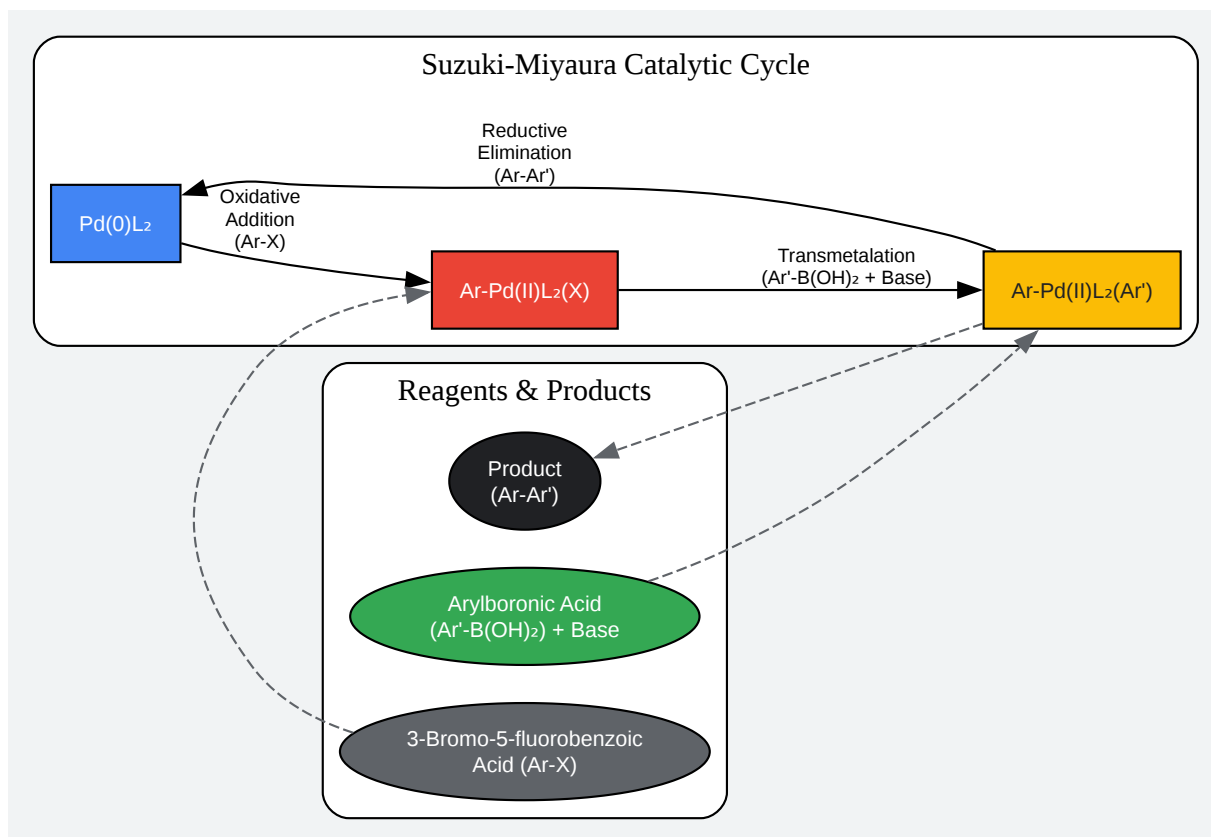 Suzuki-Miyaura Catalytic Cycle
Reductive
Elimination
(Ar-Ar')
Pd(0)L₂
Oxidative
Addition
(Ar-X)
Ar-Pd(II)L₂(X)
Transmetalation
(Ar'-B(OH)₂ + Base)
Ar-Pd(II)L₂(Ar')
Reagents & Products
Product
(Ar-Ar')
Arylboronic Acid
(Ar'-B(OH)₂) + Base
3-Bromo-5-fluorobenzoic
Acid (Ar-X)